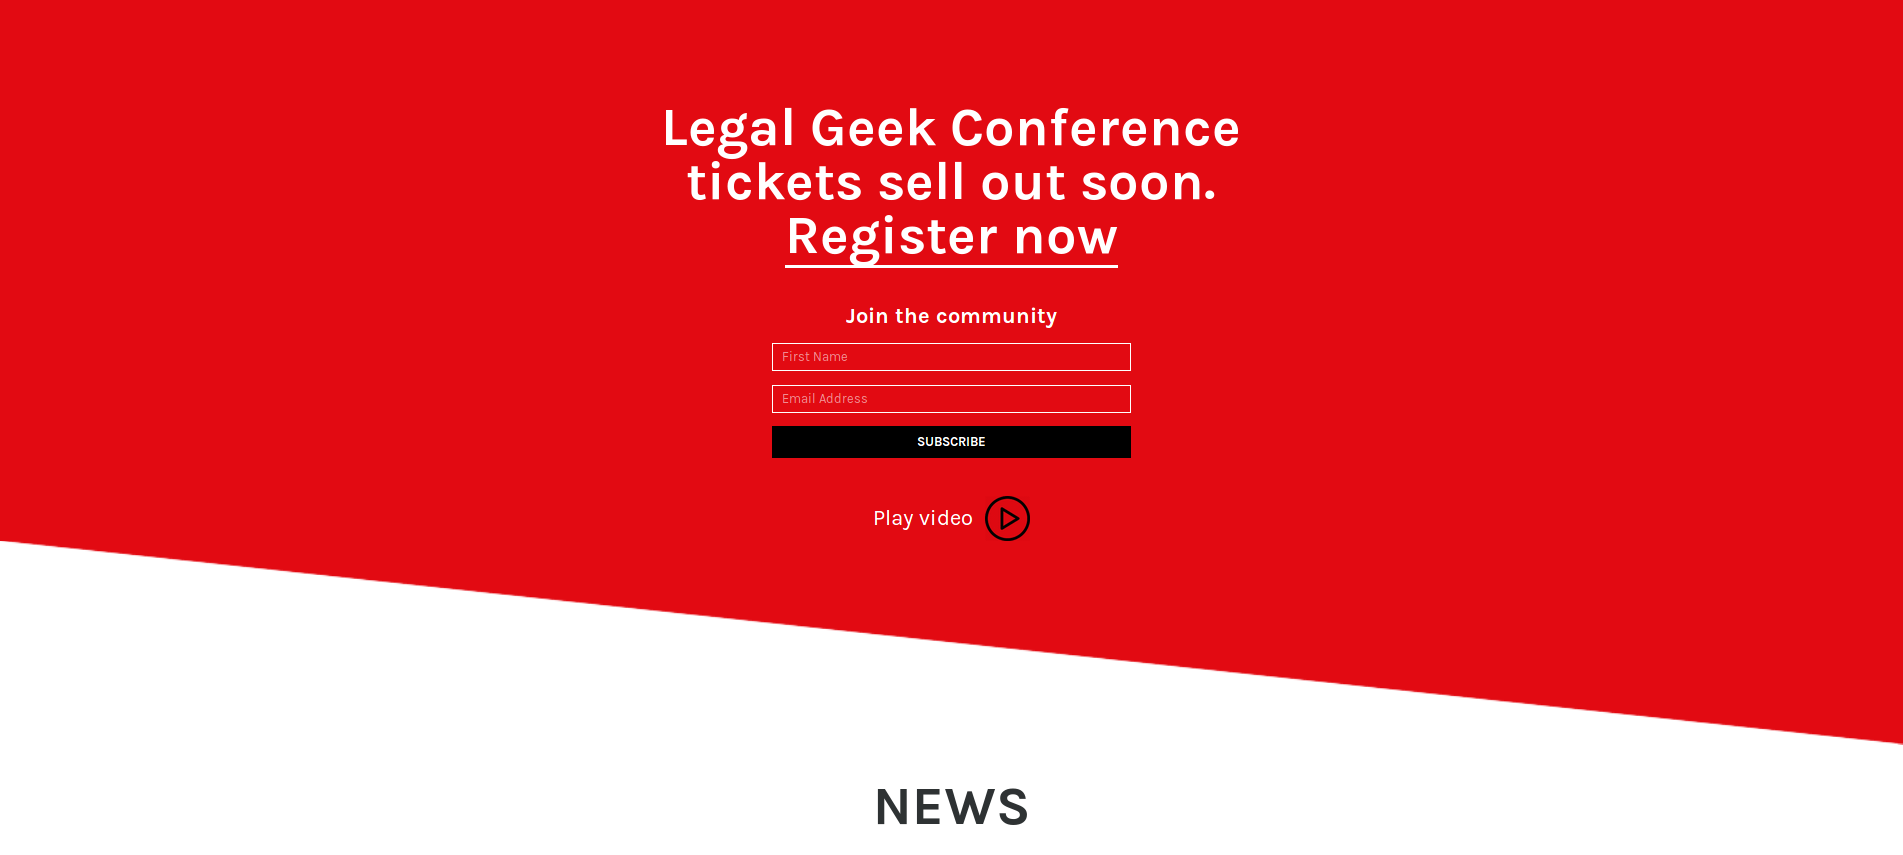 Legal Geek Conference
tickets sell out soon.
Register now
Join the community
First Name
Email Address
SUBSCRIBE
Play video
NEWS